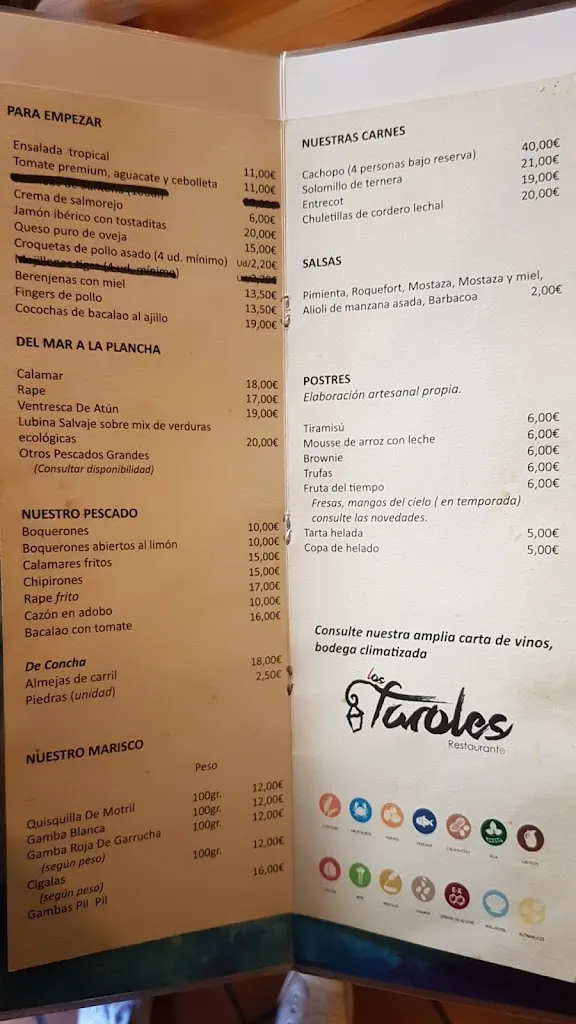 PARA EMPEZAR
Ensalada tropical 11,00€
Tomate premium, aguacate y cebolleta 11,00€
Crema de salmorejo 6,00€
Jamón ibérico con tostaditas 20,00€
Queso puro de oveja 15,00€
Croquetas de pollo asado (4 ud. mínimo) Ud/2,20€
Mejillones tigre (4 ud. mínimo) Ud/2,20€
Berenjenas con miel 13,50€
Fingers de pollo 13,50€
Cocochas de bacalao al ajillo 19,00€
DEL MAR A LA PLANCHA
Calamar 18,00€
Rape 17,00€
Ventresca De Atún 19,00€
Lubina Salvaje sobre mix de verduras
ecológicas 20,00€
Otros Pescados Grandes
(Consultar disponibilidad)
NUESTRO PESCADO
Boquerones 10,00€
Boquerones abiertos al limón 10,00€
Calamares fritos 15,00€
Chipirones 15,00€
Rape frito 17,00€
Cazón en adobo 10,00€
Bacalao con tomate 16,00€
De Concha
Almejas de carril 18,00€
Piedras (unidad) 2,50€
NUESTRO MARISCO
Peso
Quisquilla De Motril 100gr. 12,00€
Gamba Blanca 100gr. 12,00€
Gamba Roja De Garrucha 100gr. 12,00€
(según peso)
Cigalas 100gr. 12,00€
(según peso)
Gambas Pil Pil 16,00€
NUESTRAS CARNES
Cachopo (4 personas bajo reserva) 40,00€
Solomillo de ternera 21,00€
Entrecot 19,00€
Chuletillas de cordero lechal 20,00€
SALSAS
Pimienta, Roquefort, Mostaza, Mostaza y miel,
Alioli de manzana asada, Barbacoa 2,00€
POSTRES
Elaboración artesanal propia.
Tiramisú 6,00€
Mousse de arroz con leche 6,00€
Brownie 6,00€
Trufas 6,00€
Fruta del tiempo 6,00€
Fresas, mangos del cielo ( en temporada)
consulte las novedades.
Tarta helada 5,00€
Copa de helado 5,00€
Consulte nuestra amplia carta de vinos,
bodega climatizada
los
Faroles
Restaurante